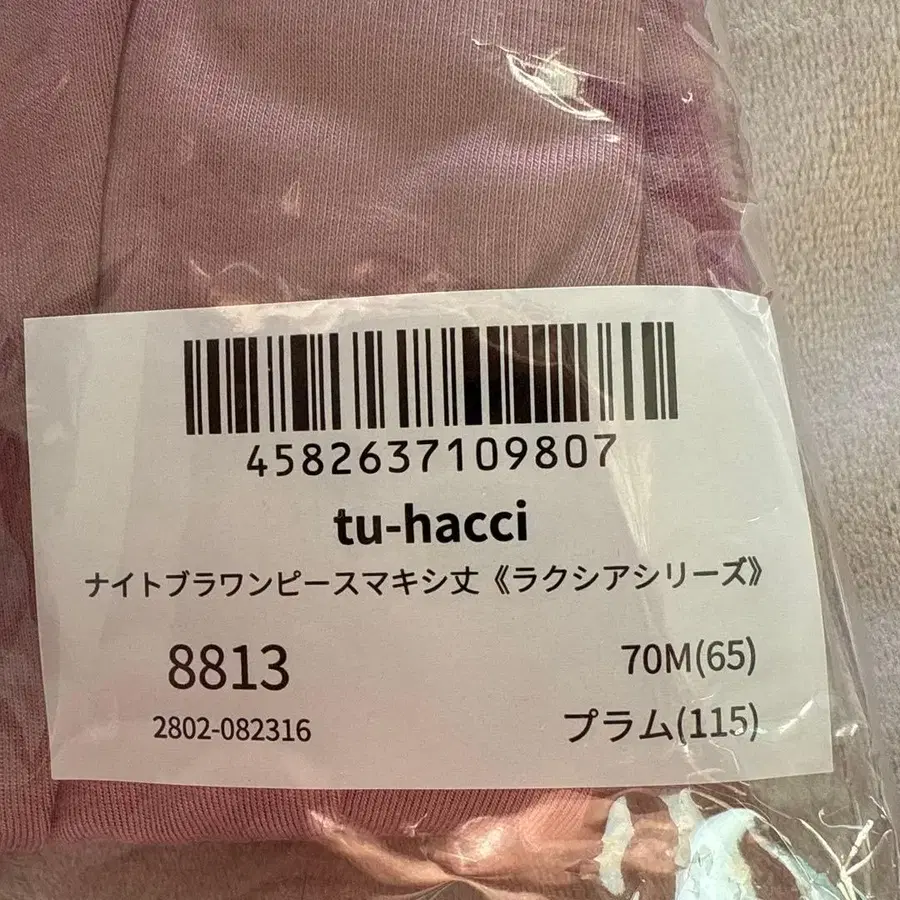 4582637109807
tu-hacci
ナイトブラワンピースマキシ丈《ラクシアシリーズ》
8813
70M(65)
2802-082316
プラム(115)